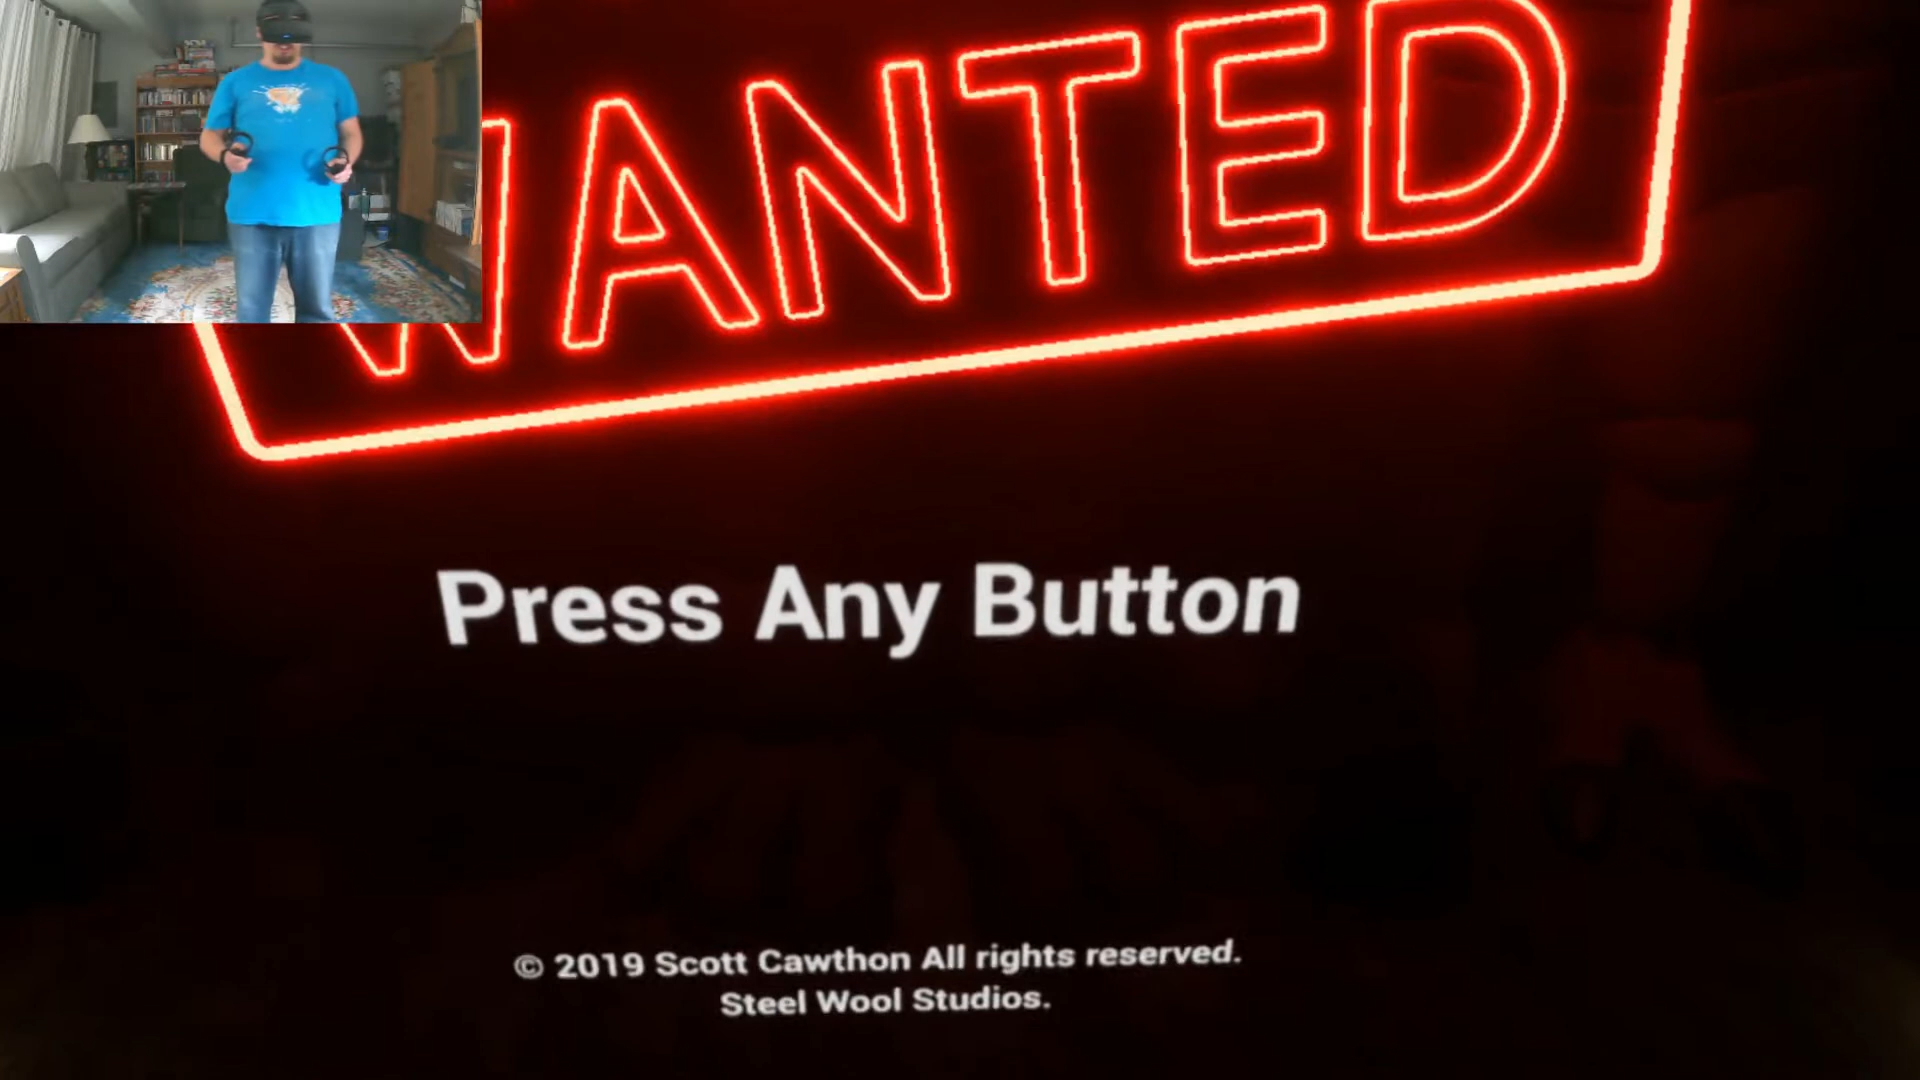 WANTED
Press Any Button
© 2019 Scott Cawthon All rights reserved.
Steel Wool Studios.